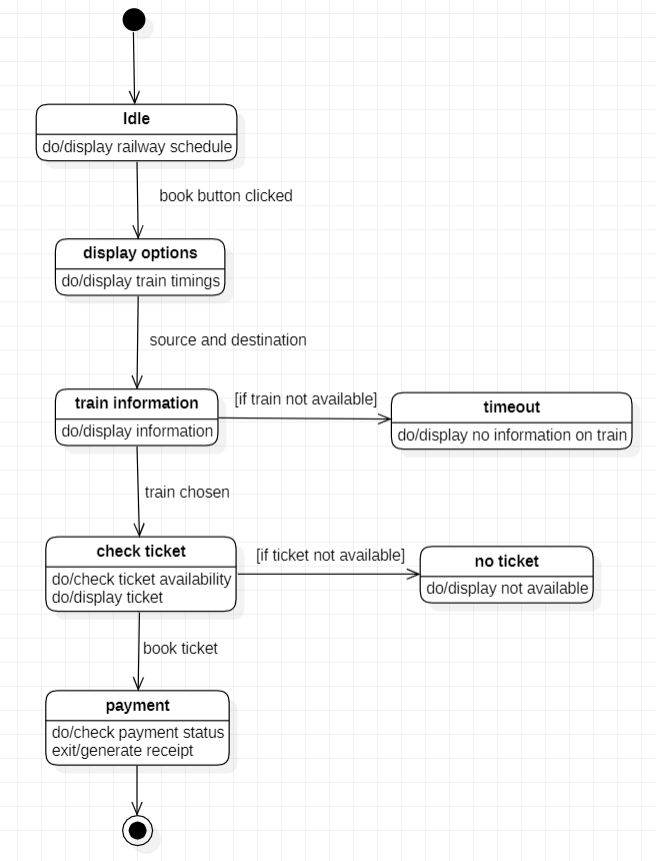 Idle
do/display railway schedule
book button clicked
display options
do/display train timings
source and destination
train information
do/display information
[if train not available]
timeout
do/display no information on train
train chosen
check ticket
do/check ticket availability
do/display ticket
[if ticket not available]
no ticket
do/display not available
book ticket
payment
do/check payment status
exit/generate receipt